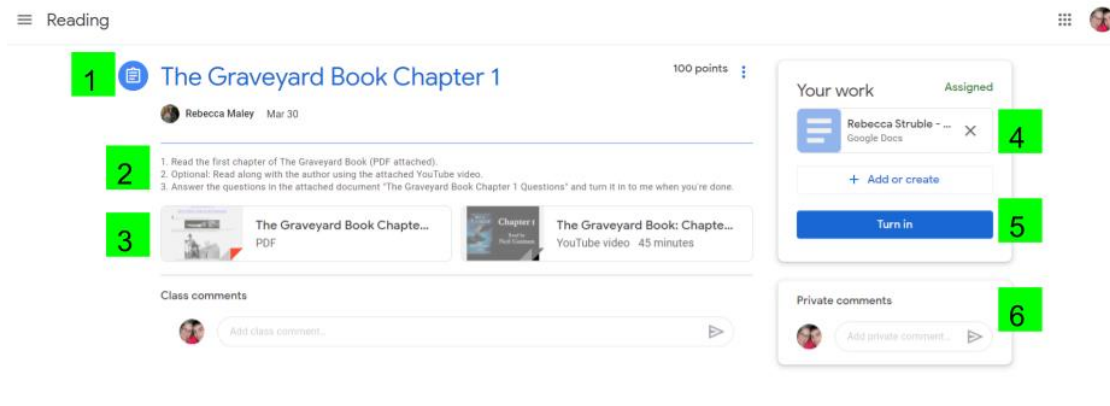 Reading
1
The Graveyard Book Chapter 1
100 points
Rebecca Maley Mar 30
2
1. Read the first chapter of The Graveyard Book (PDF attached).
2. Optional: Read along with the author using the attached YouTube video.
3. Answer the questions in the attached document "The Graveyard Book Chapter 1 Questions" and turn it in to me when you're done.
3
The Graveyard Book Chapte...
PDF
Chapter 1
The Graveyard Book: Chapte...
YouTube video 45 minutes
Class comments
Add class comment...
Your work
Assigned
Rebecca Struble - ...
Google Docs
4
+ Add or create
Turn in
5
Private comments
6
Add private comment...